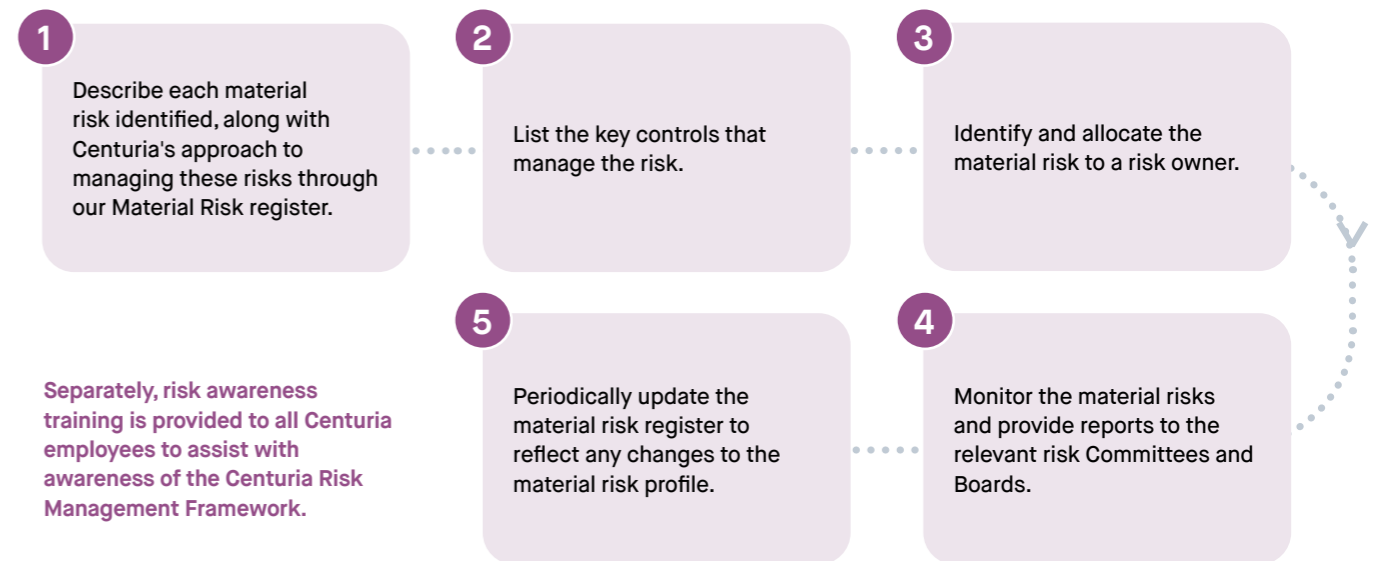 1
Describe each material
risk identified, along with
Centuria's approach to
managing these risks through
our Material Risk register.
2
List the key controls that
manage the risk.
3
Identify and allocate the
material risk to a risk owner.
4
Monitor the material risks
and provide reports to the
relevant risk Committees and
Boards.
5
Periodically update the
material risk register to
reflect any changes to the
material risk profile.
Separately, risk awareness
training is provided to all Centuria
employees to assist with
awareness of the Centuria Risk
Management Framework.